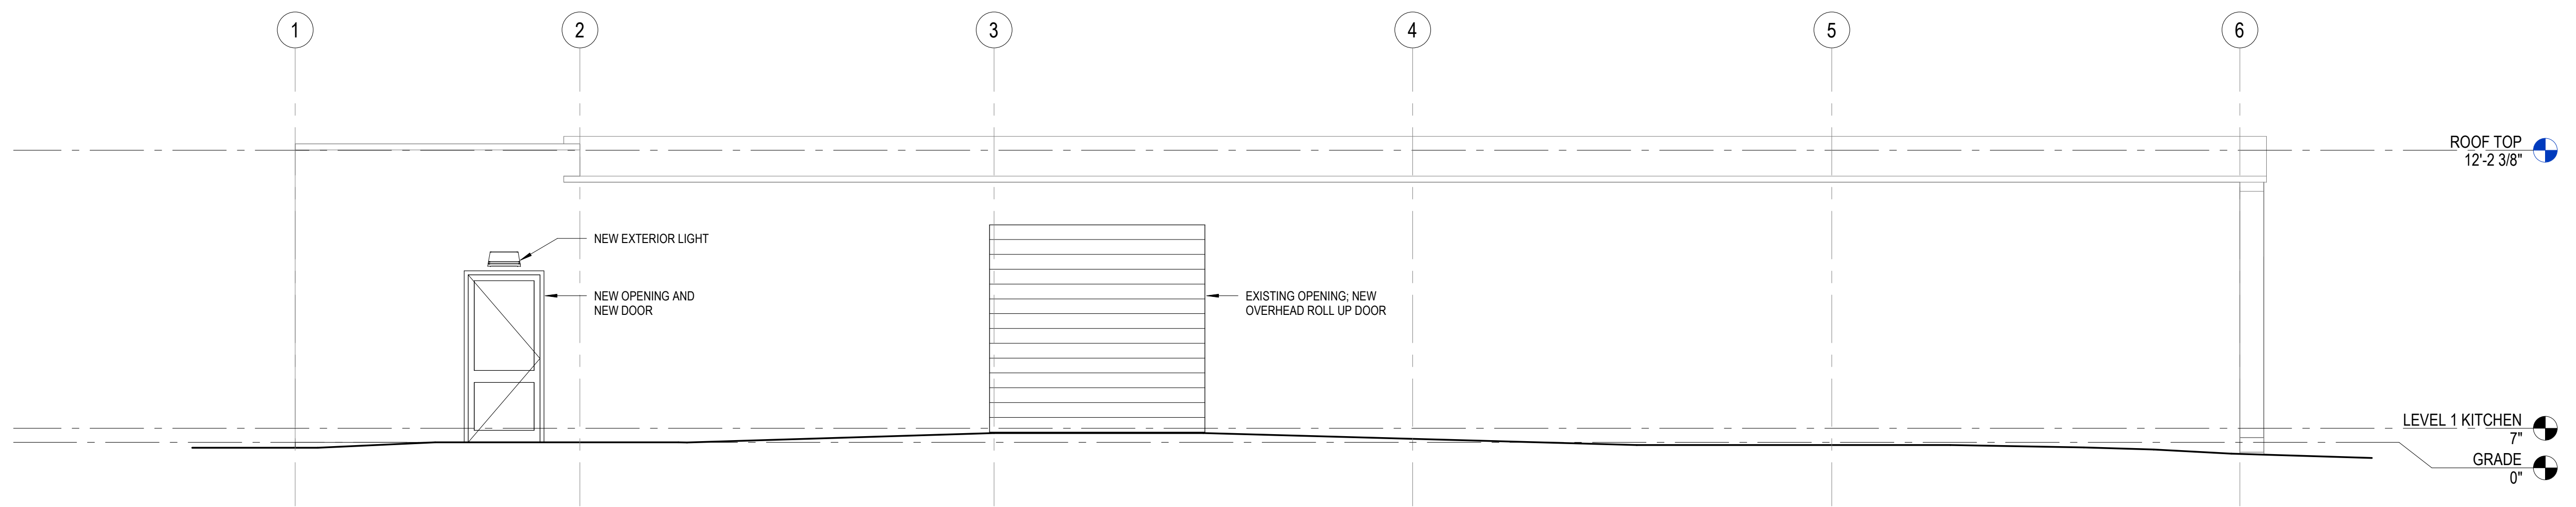 1
2
3
4
5
6
ROOF TOP
12'-2 3/8"
NEW EXTERIOR LIGHT
NEW OPENING AND
NEW DOOR
EXISTING OPENING; NEW
OVERHEAD ROLL UP DOOR
LEVEL 1 KITCHEN
7"
GRADE
0"